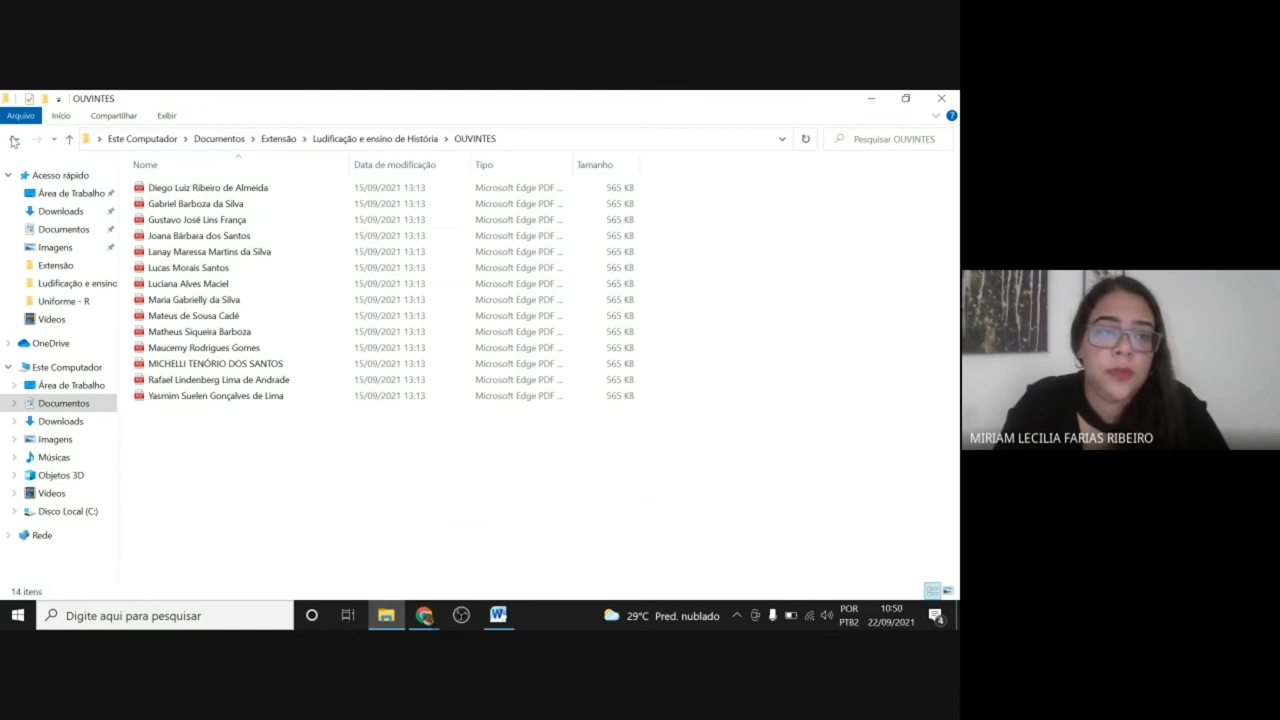 OUVINTES
Arquivo Início Compartilhar Exibir
Este Computador Documentos Extensão Ludificação e ensino de História OUVINTES Pesquisar OUVINTES
Nome Data de modificação Tipo Tamanho
Diego Luiz Ribeiro de Almeida 15/09/2021 13:13 Microsoft Edge PDF ... 565 KB
Gabriel Barboza da Silva 15/09/2021 13:13 Microsoft Edge PDF ... 565 KB
Gustavo José Lins França 15/09/2021 13:13 Microsoft Edge PDF ... 565 KB
Joana Bárbara dos Santos 15/09/2021 13:13 Microsoft Edge PDF ... 565 KB
Lanay Maressa Martins da Silva 15/09/2021 13:13 Microsoft Edge PDF ... 565 KB
Lucas Morais Santos 15/09/2021 13:13 Microsoft Edge PDF ... 565 KB
Luciana Alves Maciel 15/09/2021 13:13 Microsoft Edge PDF ... 565 KB
Maria Gabrielly da Silva 15/09/2021 13:13 Microsoft Edge PDF ... 565 KB
Mateus de Sousa Cadé 15/09/2021 13:13 Microsoft Edge PDF ... 565 KB
Matheus Siqueira Barboza 15/09/2021 13:13 Microsoft Edge PDF ... 565 KB
Maucemy Rodrigues Gomes 15/09/2021 13:13 Microsoft Edge PDF ... 565 KB
MICHELLI TENÓRIO DOS SANTOS 15/09/2021 13:13 Microsoft Edge PDF ... 565 KB
Rafael Lindenberg Lima de Andrade 15/09/2021 13:13 Microsoft Edge PDF ... 565 KB
Yasmim Suelen Gonçalves de Lima 15/09/2021 13:13 Microsoft Edge PDF ... 565 KB
Acesso rápido
Área de Trabalho
Downloads
Documentos
Imagens
Extensão
Ludificação e ensino
Uniforme - R
Vídeos
OneDrive
Este Computador
Área de Trabalho
Documentos
Downloads
Imagens
Músicas
Objetos 3D
Vídeos
Disco Local (C:)
Rede
14 itens
Digite aqui para pesquisar 29°C Pred. nublado POR 10:50
PTB2 22/09/2021 4
MIRIAM LECILIA FARIAS RIBEIRO